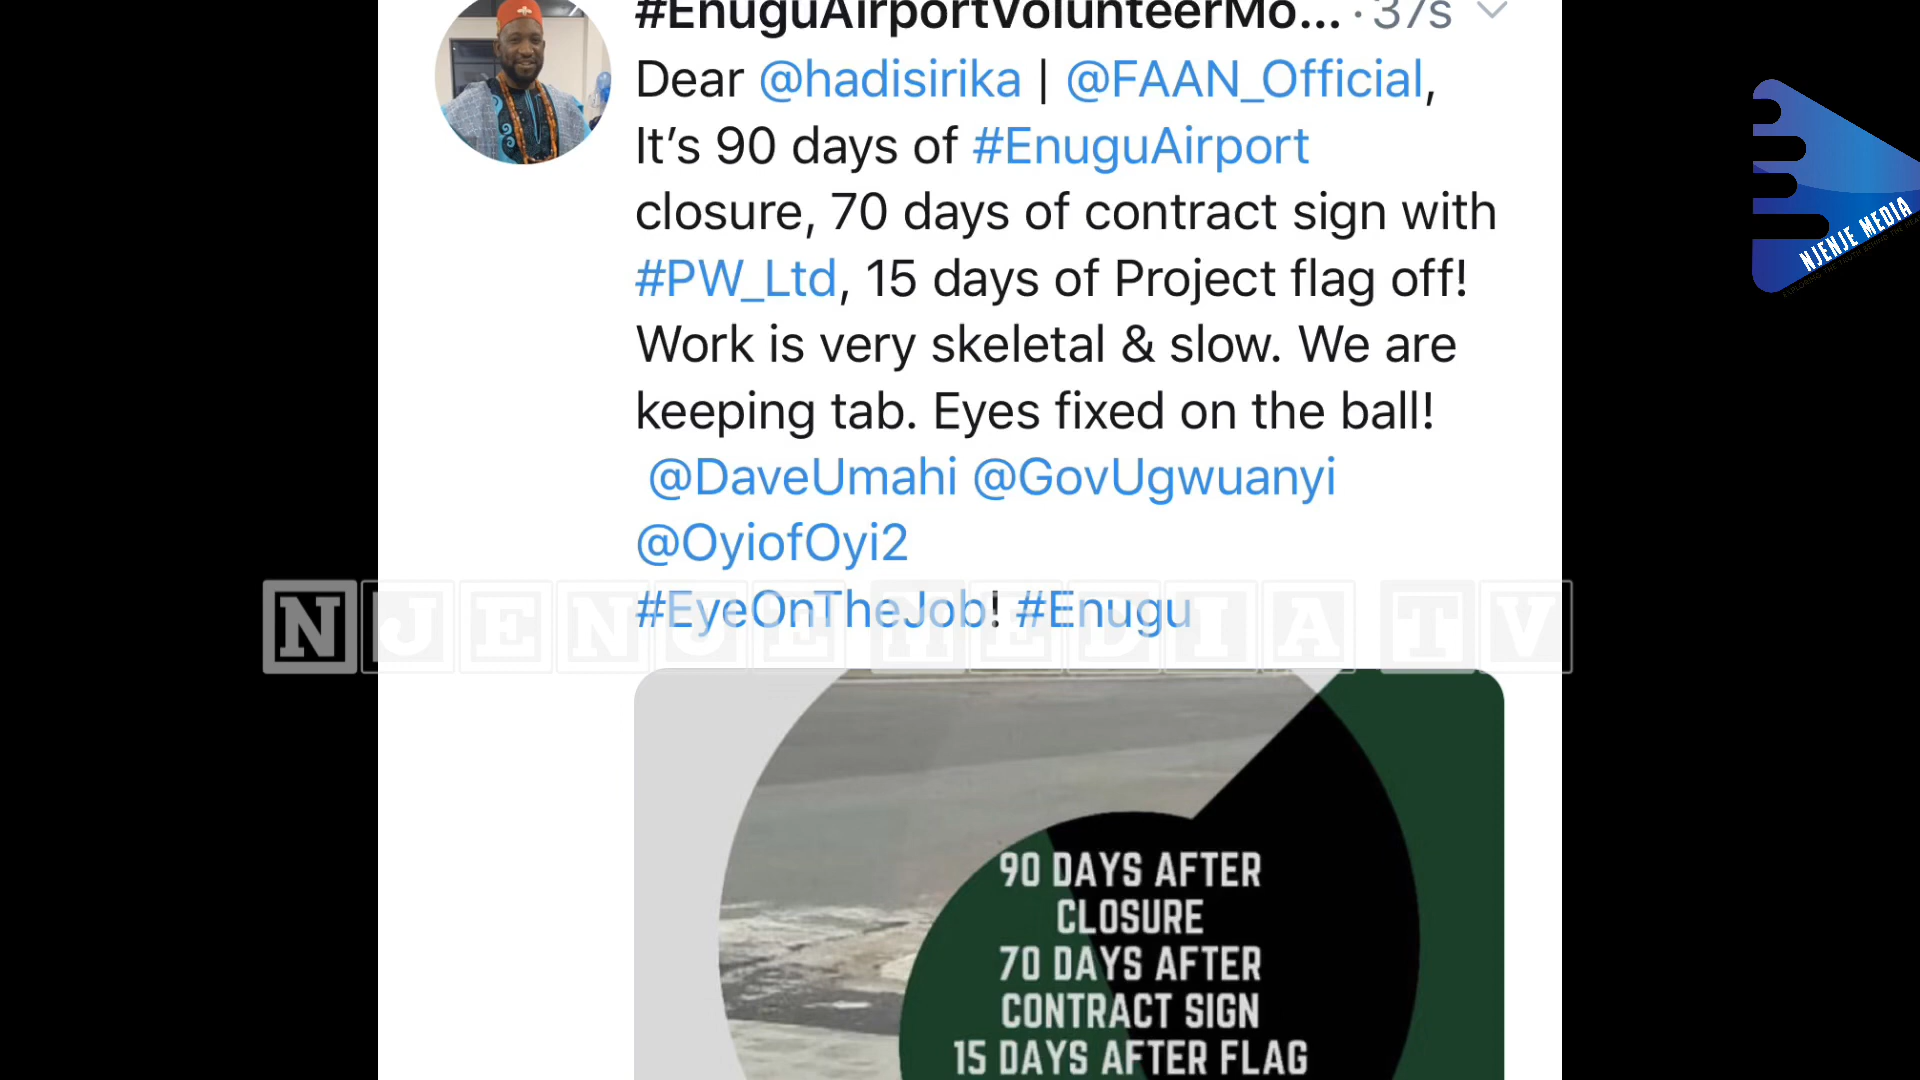 #EnuguAirportVolunteerMo... · 37s
Dear @hadisirika | @FAAN_Official,
It’s 90 days of #EnuguAirport
closure, 70 days of contract sign with
#PW_Ltd, 15 days of Project flag off!
Work is very skeletal & slow. We are
keeping tab. Eyes fixed on the ball!
@DaveUmahi @GovUgwuanyi
@OyiofOyi2
#EyeOnTheJob! #Enugu
NJENJE MEDIA TV
90 DAYS AFTER
CLOSURE
70 DAYS AFTER
CONTRACT SIGN
15 DAYS AFTER FLAG
NJENJE MEDIA